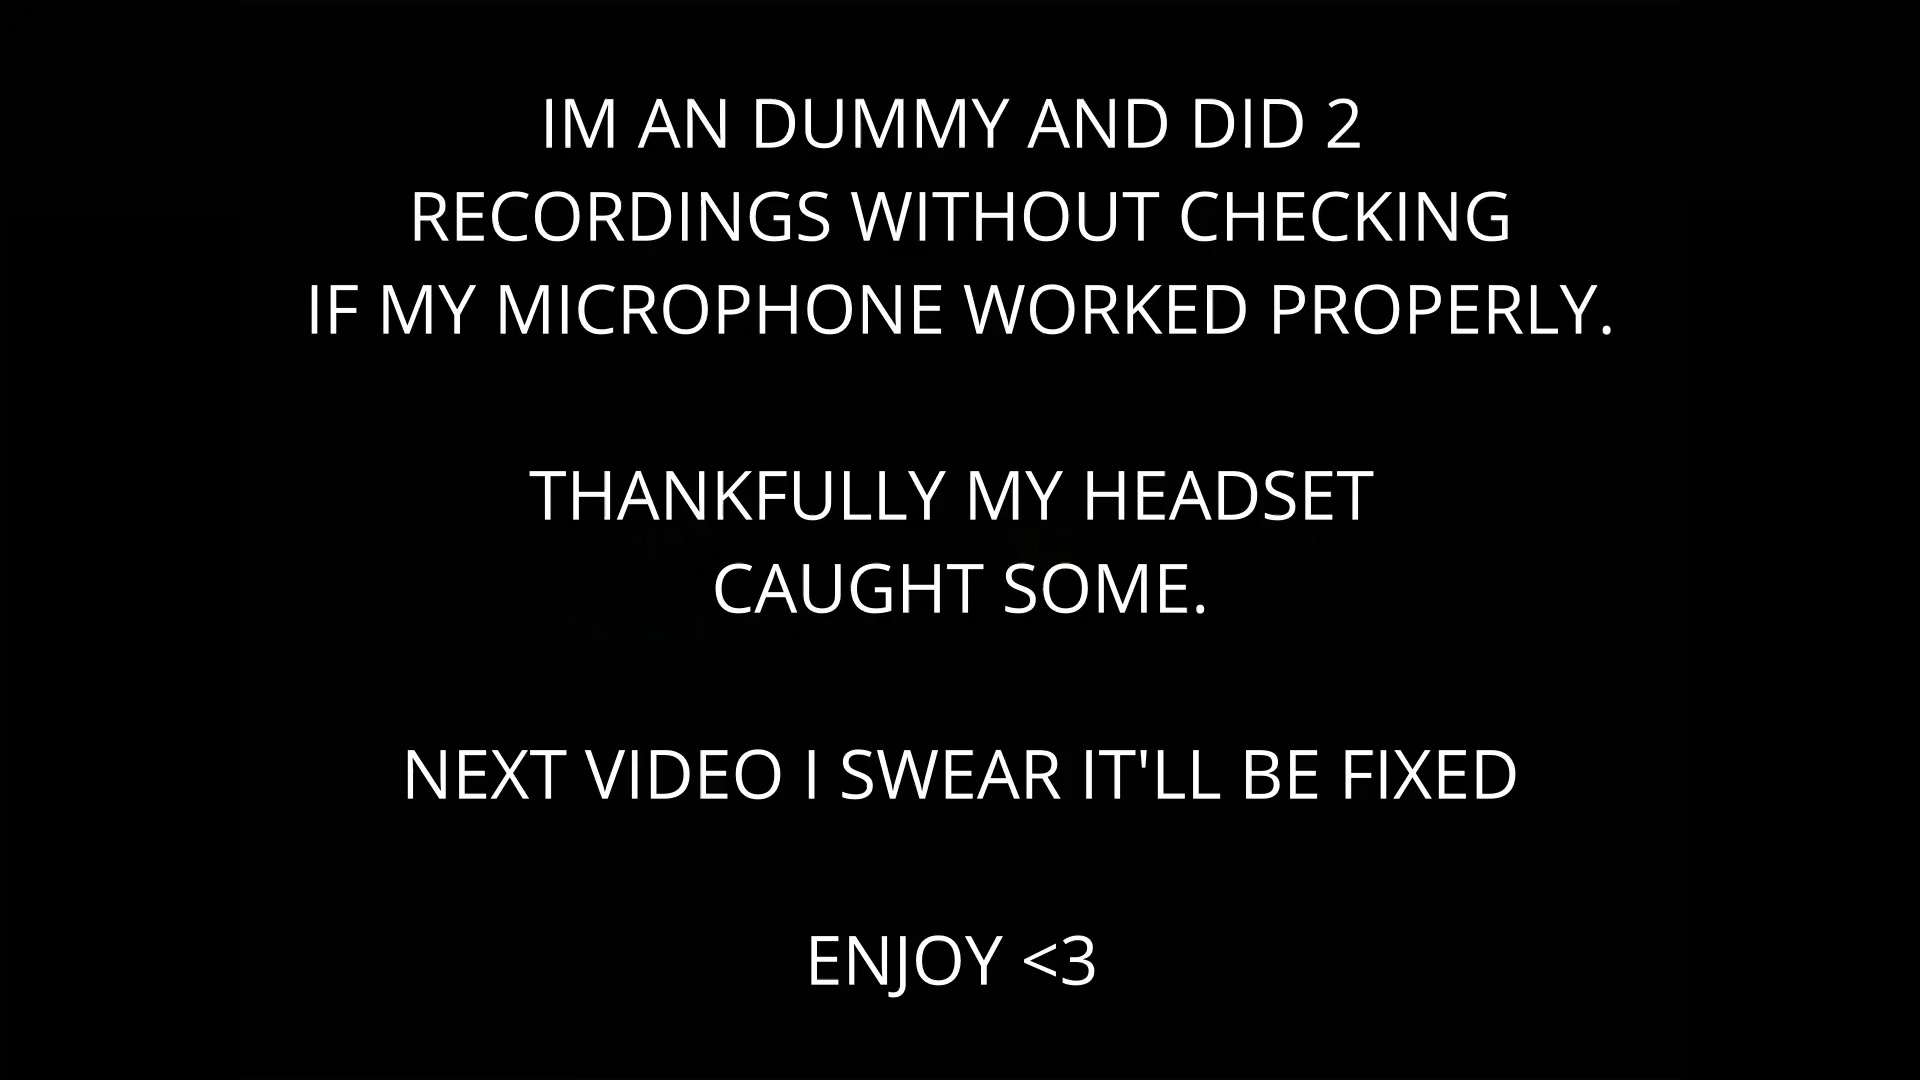 IM AN DUMMY AND DID 2
RECORDINGS WITHOUT CHECKING
IF MY MICROPHONE WORKED PROPERLY.
THANKFULLY MY HEADSET
CAUGHT SOME.
NEXT VIDEO I SWEAR IT'LL BE FIXED
ENJOY <3